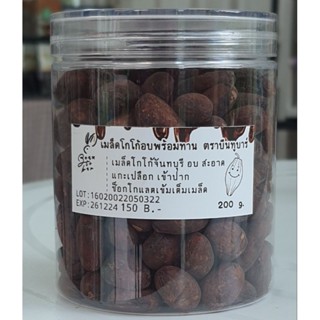 เมล็ดโกโก้อบพร้อมทาน ตราบีนทูบาร์
เมล็ดโกโก้จันทบุรี อบ สะอาด
แกะเปลือก เข้าปาก
ช็อกโกแลตเข้มเต็มเมล็ด
LOT: 16020022050322
EXP: 261224 150 B.-
200 g.